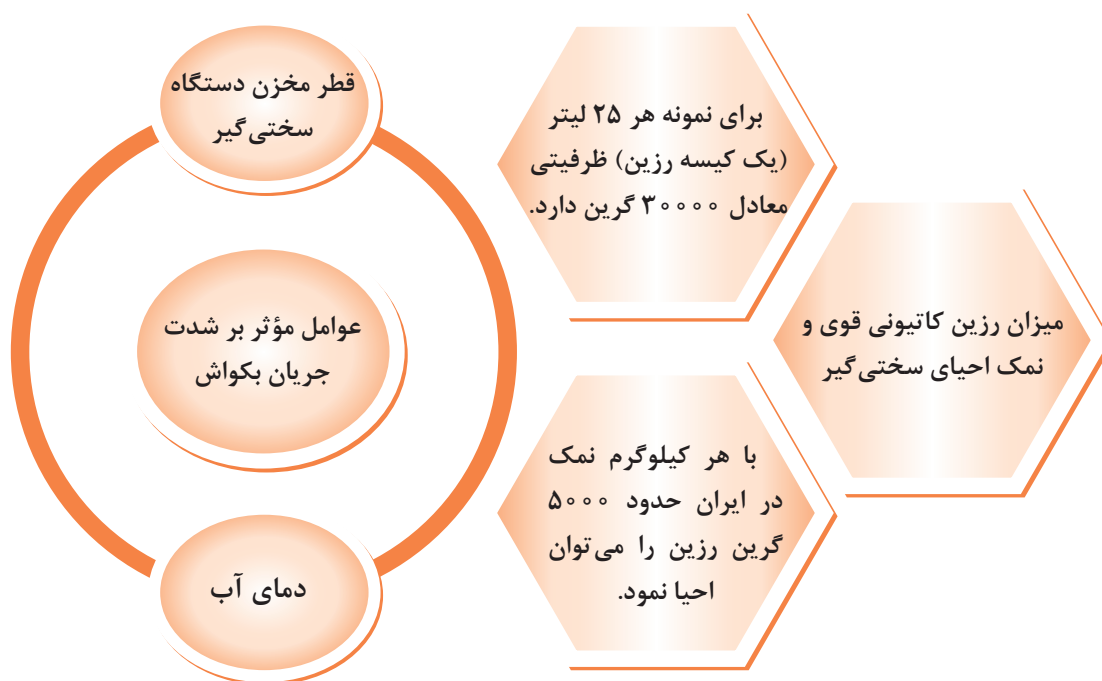 میزان رزین کاتیونی قوی و
نمک احیای سختی‌گیر
برای نمونه هر ۲۵ لیتر
(یک کیسه رزین) ظرفیتی
معادل ۳۰۰۰۰ گرین دارد.
با هر کیلوگرم نمک
در ایران حدود ۵۰۰۰
گرین رزین را می‌توان
احیا نمود.
قطر مخزن دستگاه
سختی‌گیر
عوامل مؤثر بر شدت
جریان بکواش
دمای آب